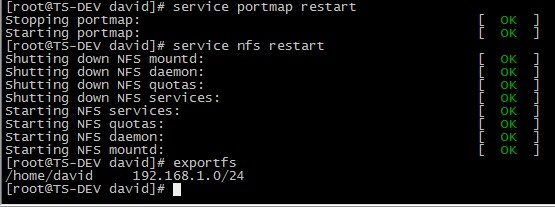 [root@TS-DEV david]# service portmap restart
Stopping portmap: [ OK ]
Starting portmap: [ OK ]
[root@TS-DEV david]# service nfs restart
Shutting down NFS mountd: [ OK ]
Shutting down NFS daemon: [ OK ]
Shutting down NFS quotas: [ OK ]
Shutting down NFS services: [ OK ]
Starting NFS services: [ OK ]
Starting NFS quotas: [ OK ]
Starting NFS daemon: [ OK ]
Starting NFS mountd: [ OK ]
[root@TS-DEV david]# exportfs
/home/david 192.168.1.0/24
[root@TS-DEV david]#